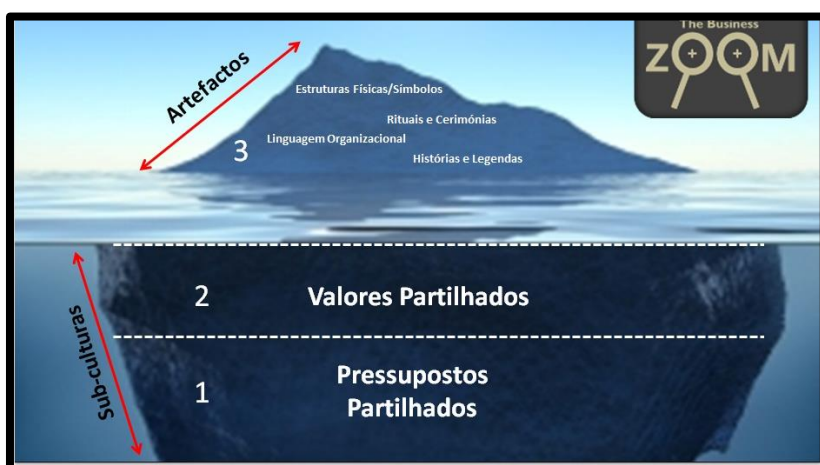 The Business
ZOOM
Artefactos
Estruturas Físicas/Símbolos
Rituais e Cerimónias
Linguagem Organizacional
3
Histórias e Legendas
Sub-culturas
2
Valores Partilhados
1
Pressupostos
Partilhados